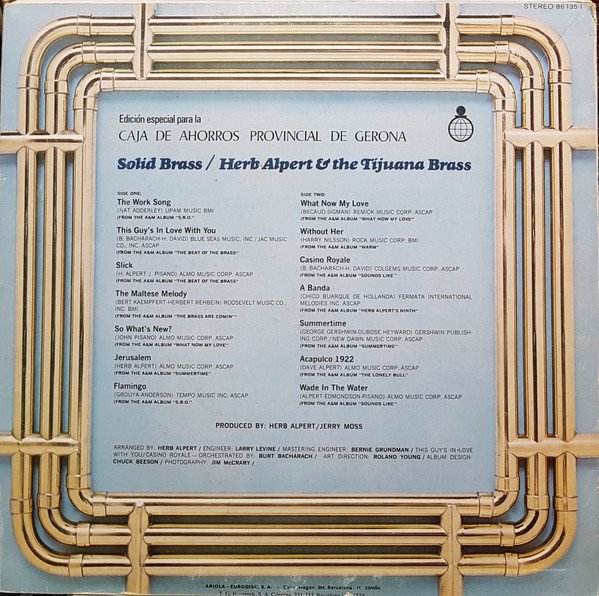 STEREO 86 135 I
Edición especial para la
CAJA DE AHORROS PROVINCIAL DE GERONA
Solid Brass / Herb Alpert & the Tijuana Brass
SIDE ONE:
The Work Song
(NAT ADDERLEY) UPAM MUSIC BMI
(FROM THE A&M ALBUM "S.R.O."
This Guy's In Love With You
(B. BACHARACH-H. DAVID) BLUE SEAS MUSIC, INC./JAC MUSIC
CO., INC. ASCAP
(FROM THE A&M ALBUM "THE BEAT OF THE BRASS"
Slick
(H. ALPERT-J. PISANO) ALMO MUSIC CORP. ASCAP
(FROM THE A&M ALBUM "THE BEAT OF THE BRASS"
The Maltese Melody
(BERT KAEMPFERT-HERBERT REHBEIN) ROOSEVELT MUSIC CO.,
INC. BMI
(FROM THE A&M ALBUM "THE BRASS ARE COMIN' "
So What's New?
(JOHN PISANO) ALMO MUSIC CORP. ASCAP
(FROM THE A&M ALBUM "WHAT NOW MY LOVE"
Jerusalem
(HERB ALPERT) ALMO MUSIC CORP. ASCAP
(FROM THE A&M ALBUM "SUMMERTIME"
Flamingo
(GROUYA-ANDERSON) TEMPO MUSIC INC. ASCAP
(FROM THE A&M ALBUM "S.R.O."
SIDE TWO:
What Now My Love
(BECAUD-SIGMAN) REMICK MUSIC CORP. ASCAP
(FROM THE A&M ALBUM "WHAT NOW MY LOVE"
Without Her
(HARRY NILSSON) ROCK MUSIC CORP. BMI
(FROM THE A&M ALBUM "WARM"
Casino Royale
(B. BACHARACH-H. DAVID) COLGEMS MUSIC CORP. ASCAP
(FROM THE A&M ALBUM "SOUNDS LIKE"
A Banda
(CHICO BUARQUE DE HOLLANDA) FERMATA INTERNATIONAL
MELODIES INC. ASCAP
(FROM THE A&M ALBUM "HERB ALPERT'S NINTH"
Summertime
(GEORGE GERSHWIN-DUBOSE HEYWARD) GERSHWIN PUBLISH-
ING CORP./NEW DAWN MUSIC CORP. ASCAP
(FROM THE A&M ALBUM "SUMMERTIME"
Acapulco 1922
(DAVE ALPERT) ALMO MUSIC CORP. ASCAP
(FROM THE A&M ALBUM "THE LONELY BULL"
Wade In The Water
(ALPERT-EDMONDSON-PISANO) ALMO MUSIC CORP. ASCAP
(FROM THE A&M ALBUM "SOUNDS LIKE"
PRODUCED BY: HERB ALPERT/JERRY MOSS
ARRANGED BY: HERB ALPERT / ENGINEER: LARRY LEVINE / MASTERING ENGINEER: BERNIE GRUNDMAN / THIS GUY'S IN-LOVE
WITH YOU/CASINO ROYALE—ORCHESTRATED BY: BURT BACHARACH / ART DIRECTION: ROLAND YOUNG / ALBUM DESIGN:
CHUCK BEESON / PHOTOGRAPHY: JIM McCRARY /
ARIOLA - EURODISC, S. A. - Calle Aragón, 204, Barcelona - 11 ESPAÑA